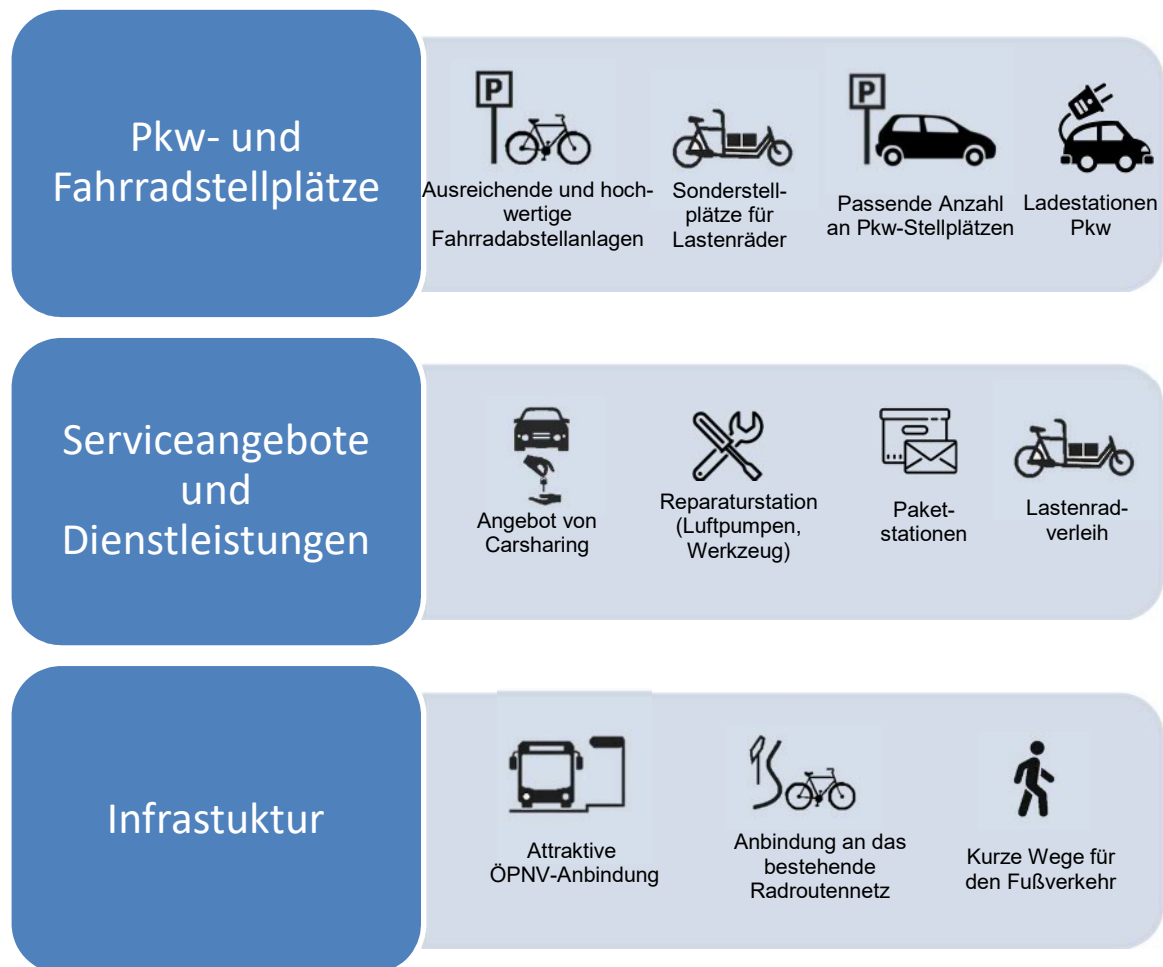 Pkw- und
Fahrradstellplätze
P
Ausreichende und hoch-
wertige
Fahrradabstellanlagen
Sonderstell-
plätze für
Lastenräder
P
Passende Anzahl
an Pkw-Stellplätzen
Ladestationen
Pkw
Serviceangebote
und
Dienstleistungen
Angebot von
Carsharing
Reparaturstation
(Luftpumpen,
Werkzeug)
Paket-
stationen
Lastenrad-
verleih
Infrastuktur
Attraktive
ÖPNV-Anbindung
Anbindung an das
bestehende
Radroutennetz
Kurze Wege für
den Fußverkehr